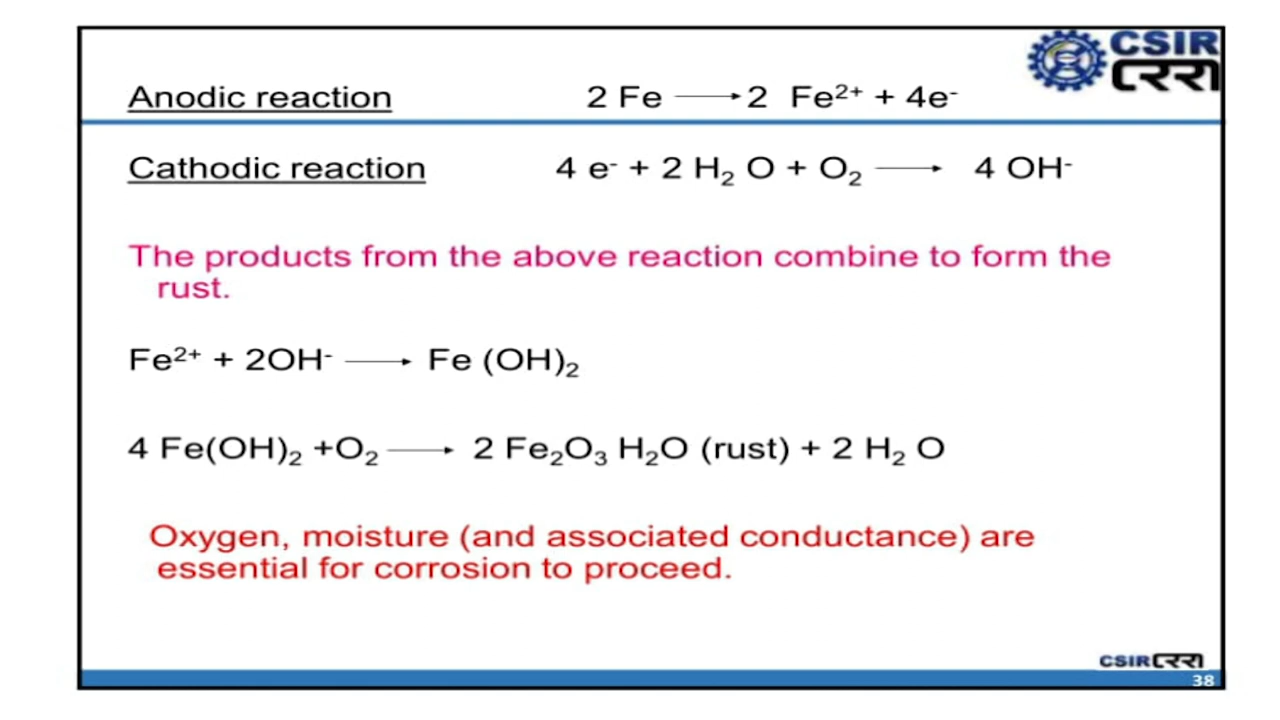 CSIR
Anodic reaction 2 Fe ⟶ 2 Fe²⁺ + 4e⁻
Cathodic reaction 4 e⁻ + 2 H₂ O + O₂ ⟶ 4 OH⁻
The products from the above reaction combine to form the
rust.
Fe²⁺ + 2OH⁻ ⟶ Fe (OH)₂
4 Fe(OH)₂ +O₂ ⟶ 2 Fe₂O₃ H₂O (rust) + 2 H₂ O
Oxygen, moisture (and associated conductance) are
essential for corrosion to proceed.
CSIR
38